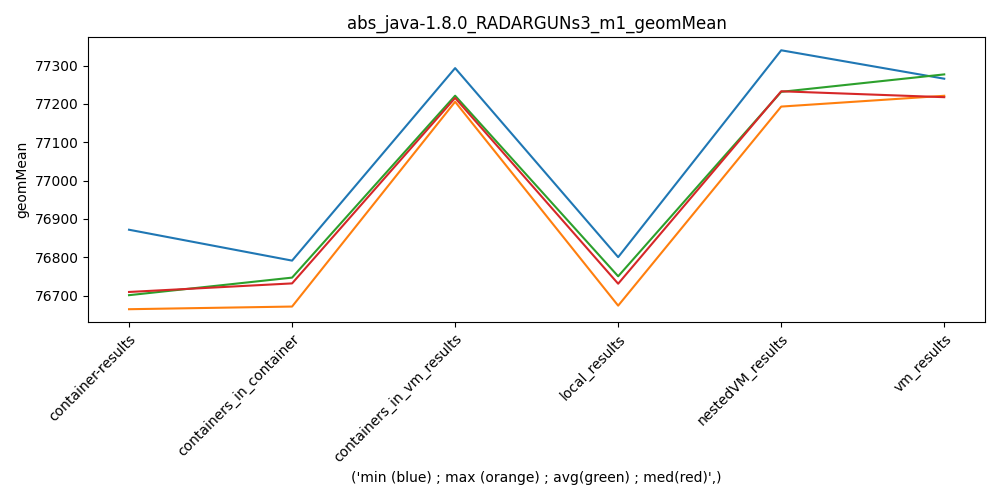 abs_java-1.8.0_RADARGUNs3_m1_geomMean
geomMean
77300
77200
77100
77000
76900
76800
76700
container-results
containers_in_container
containers_in_vm_results
local_results
nestedVM_results
vm_results
('min (blue) ; max (orange) ; avg(green) ; med(red)',)